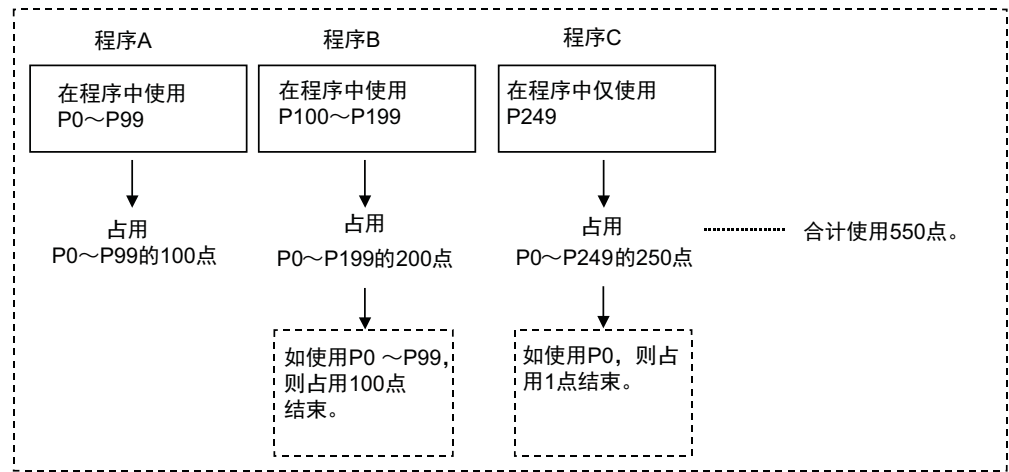 程序A
程序B
程序C
在程序中使用
P0～P99
在程序中使用
P100～P199
在程序中仅使用
P249
占用
P0～P99的100点
占用
P0～P199的200点
占用
P0～P249的250点
合计使用550点。
如使用P0 ～P99，
则占用100点
结束。
如使用P0，则占
用1点结束。